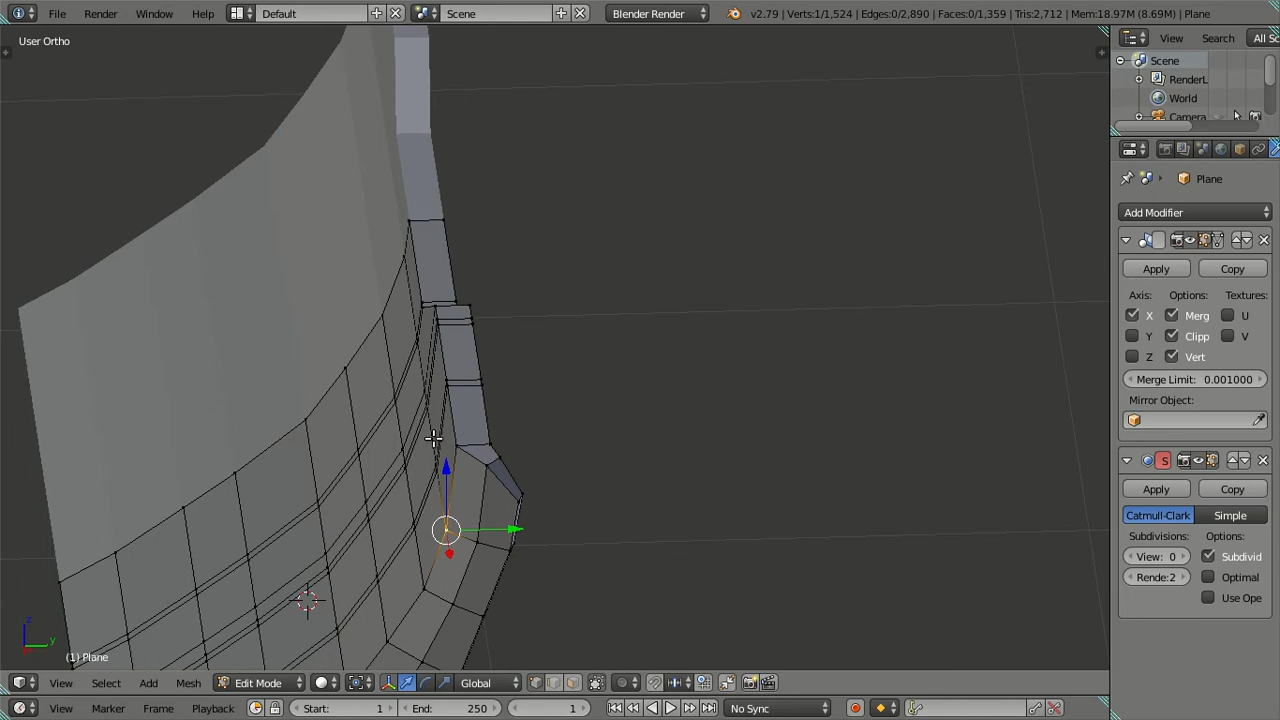 File Render Window Help Default Scene Blender Render v2.79 | Verts:1/1,524 | Edges:0/2,890 | Faces:0/1,359 | Tris:2,712 | Mem:18.97M (8.69M) | Plane
User Ortho
View Search All S
Scene
RenderL
World
Camera
Plane
Add Modifier
Apply Copy
Axis: Options: Textures:
X Merg U
Y Clipp V
Z Vert
Merge Limit: 0.001000
Mirror Object:
S
Apply Copy
Catmull-Clark Simple
Subdivisions: Options:
View: 0 Subdivid
Rende:2 Optimal
Use Ope
z
y
(1) Plane
View Select Add Mesh Edit Mode Global
View Marker Frame Playback Start: 1 End: 250 1 No Sync